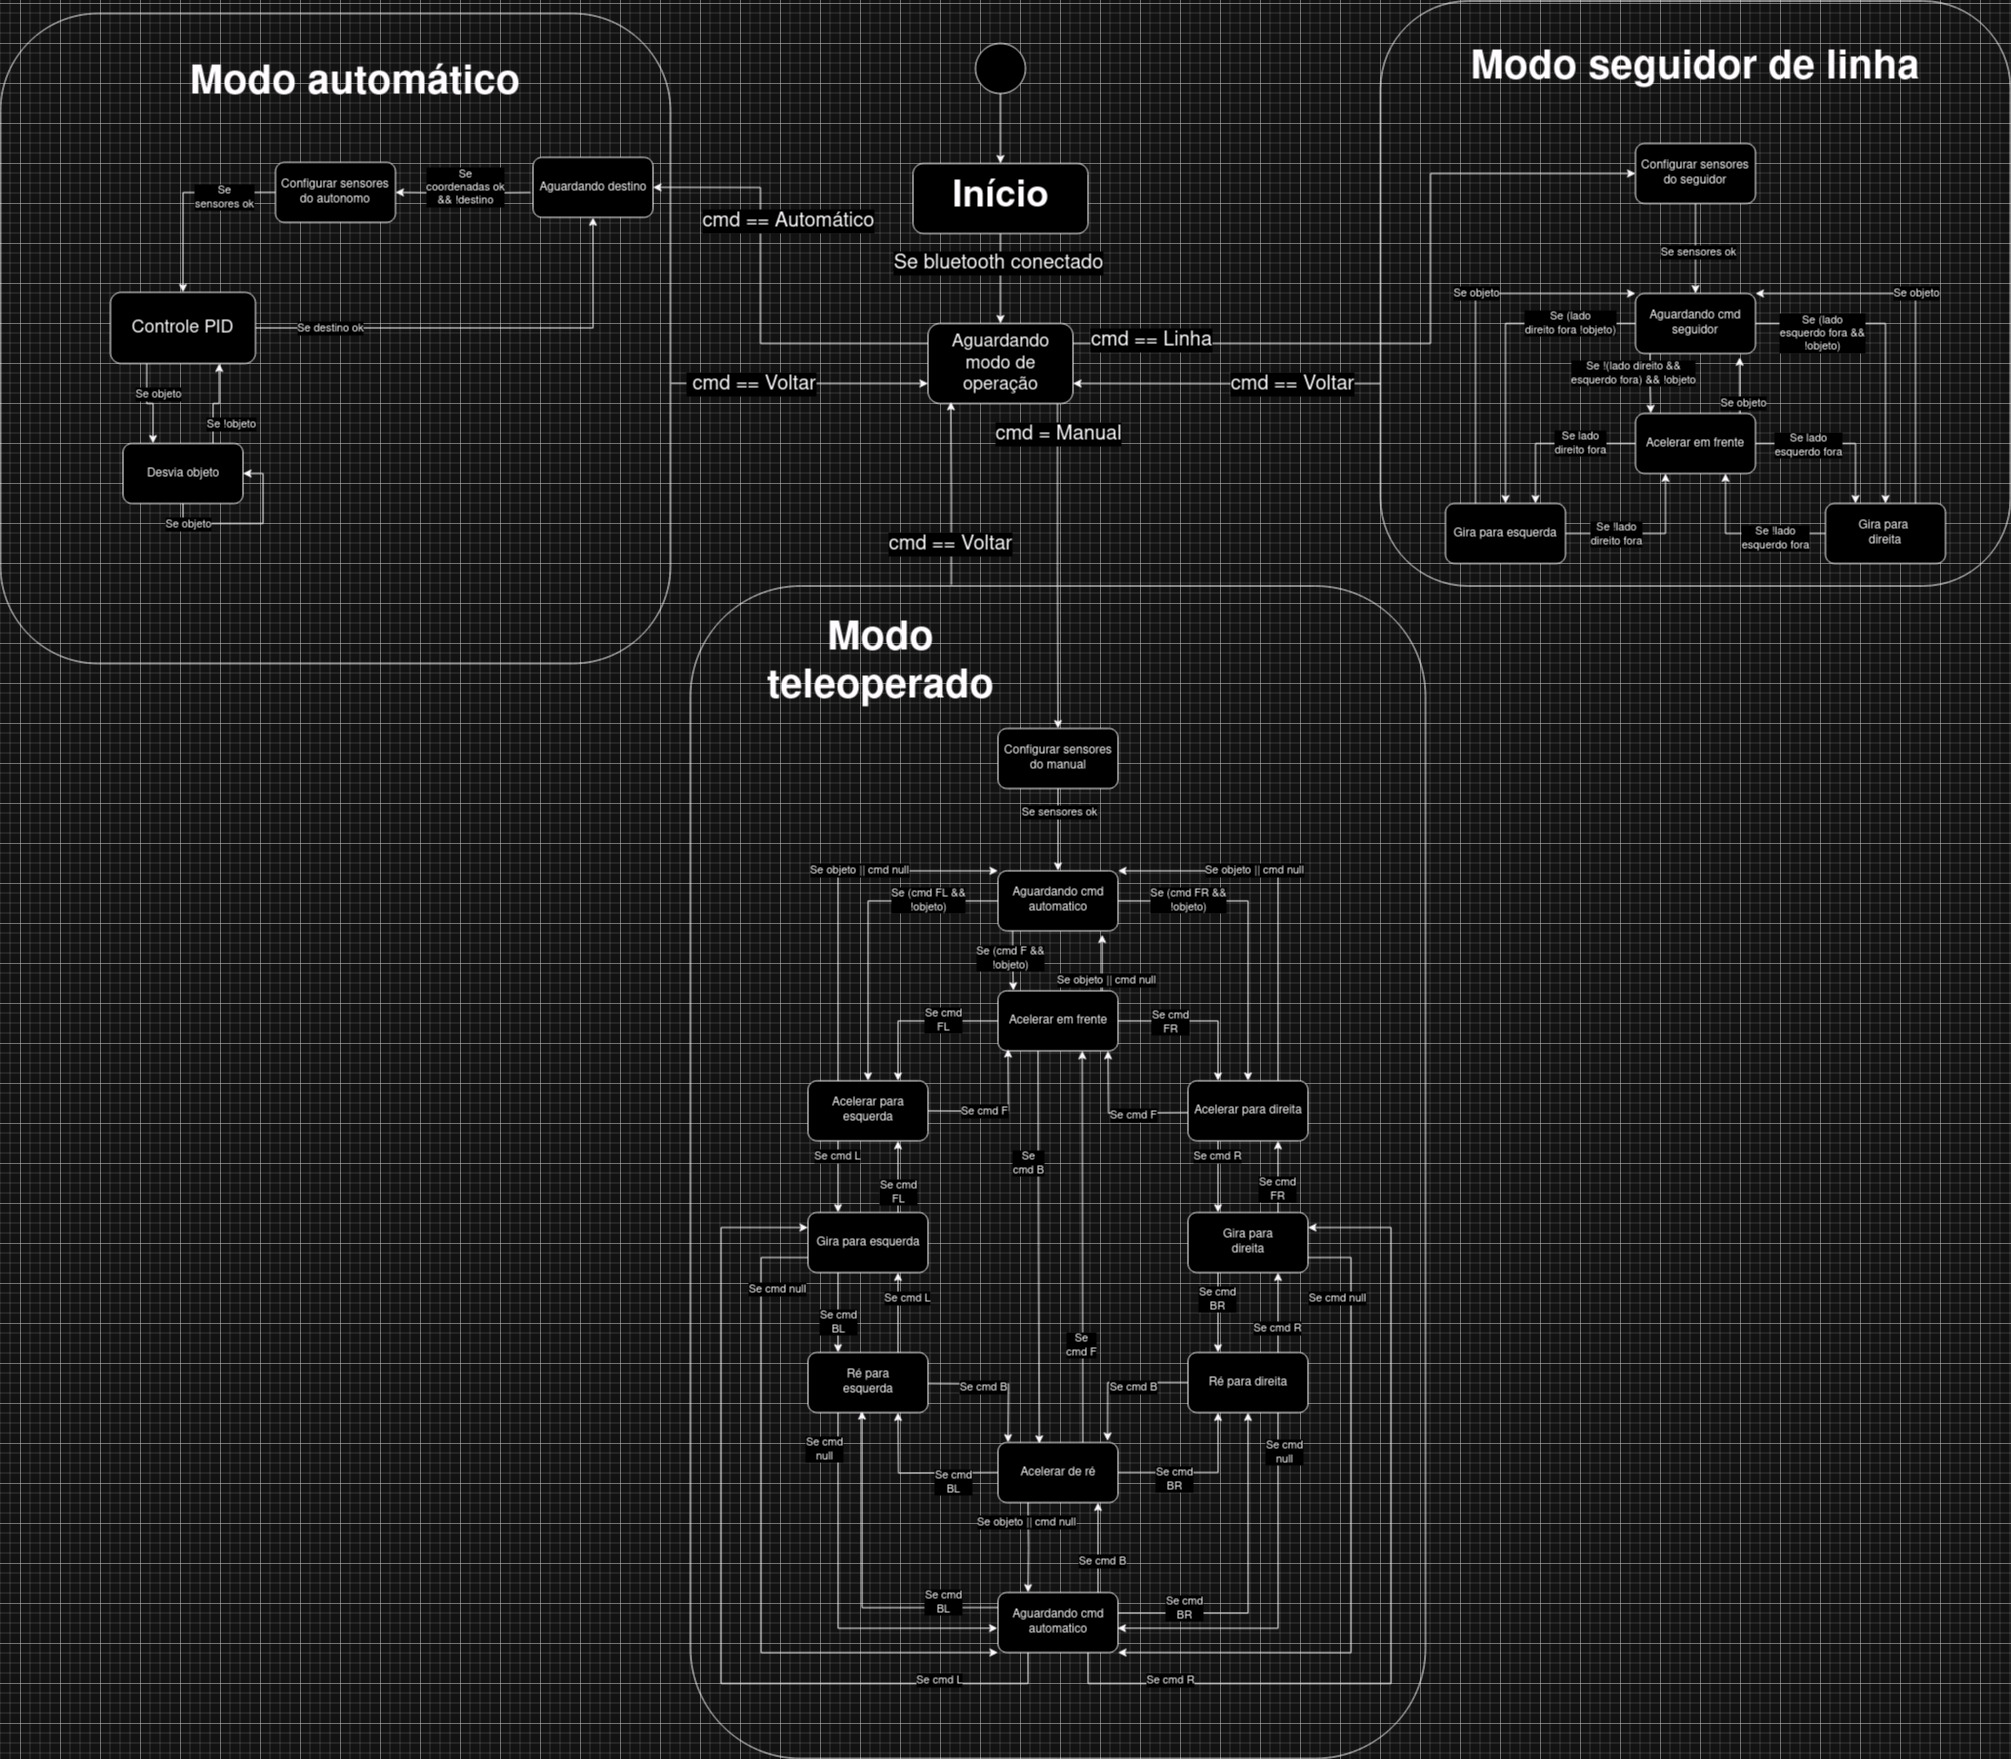 Modo automático
Se
coordenadas ok
&& !destino
Aguardando destino
Configurar sensores
do autonomo
Se
sensores ok
Controle PID
Se destino ok
Se objeto
Se !objeto
Desvia objeto
Se objeto
Início
Se bluetooth conectado
cmd == Automático
Aguardando
modo de
operação
cmd == Linha
cmd == Voltar
cmd == Voltar
cmd = Manual
cmd == Voltar
Modo seguidor de linha
Configurar sensores
do seguidor
Se sensores ok
Se objeto
Se objeto
Aguardando cmd
seguidor
Se (lado
direito fora !objeto)
Se (lado
esquerdo fora &&
!objeto)
Se !(lado direito &&
esquerdo fora) && !objeto
Se objeto
Acelerar em frente
Se lado
direito fora
Se lado
esquerdo fora
Gira para esquerda
Se !lado
direito fora
Se !lado
esquerdo fora
Gira para
direita
Modo
teleoperado
Configurar sensores
do manual
Se sensores ok
Se objeto || cmd null
Se objeto || cmd null
Se (cmd FL &&
!objeto)
Aguardando cmd
automatico
Se (cmd FR &&
!objeto)
Se (cmd F &&
!objeto)
Se objeto || cmd null
Se cmd
FL
Acelerar em frente
Se cmd
FR
Acelerar para
esquerda
Se cmd F
Se cmd F
Acelerar para direita
Se cmd L
Se
cmd B
Se cmd R
Se cmd
FL
Se cmd
FR
Gira para esquerda
Gira para
direita
Se cmd null
Se cmd L
Se cmd
BR
Se cmd null
Se cmd
BL
Se
cmd F
Se cmd R
Ré para
esquerda
Se cmd B
Se cmd B
Ré para direita
Se cmd
null
Se cmd
null
Se cmd
BL
Acelerar de ré
Se cmd
BR
Se objeto || cmd null
Se cmd B
Se cmd
BL
Aguardando cmd
automatico
Se cmd
BR
Se cmd L
Se cmd R